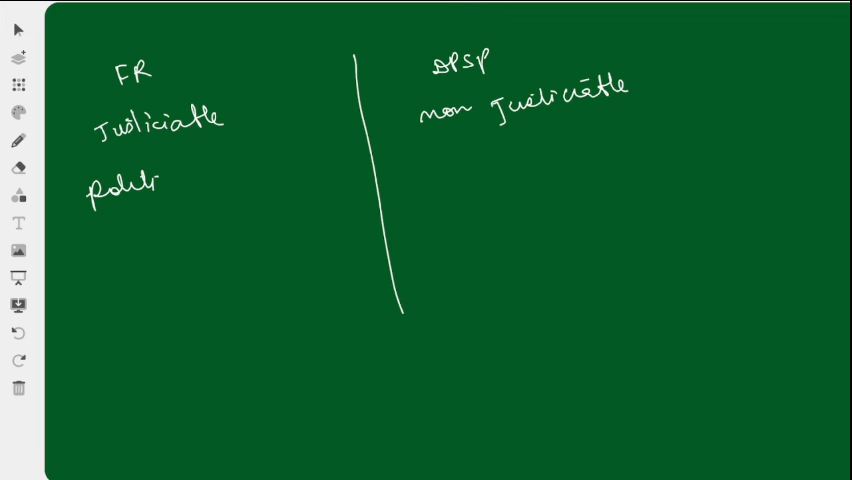 FR
Justiciable
politi
DPSP
non Justiciable